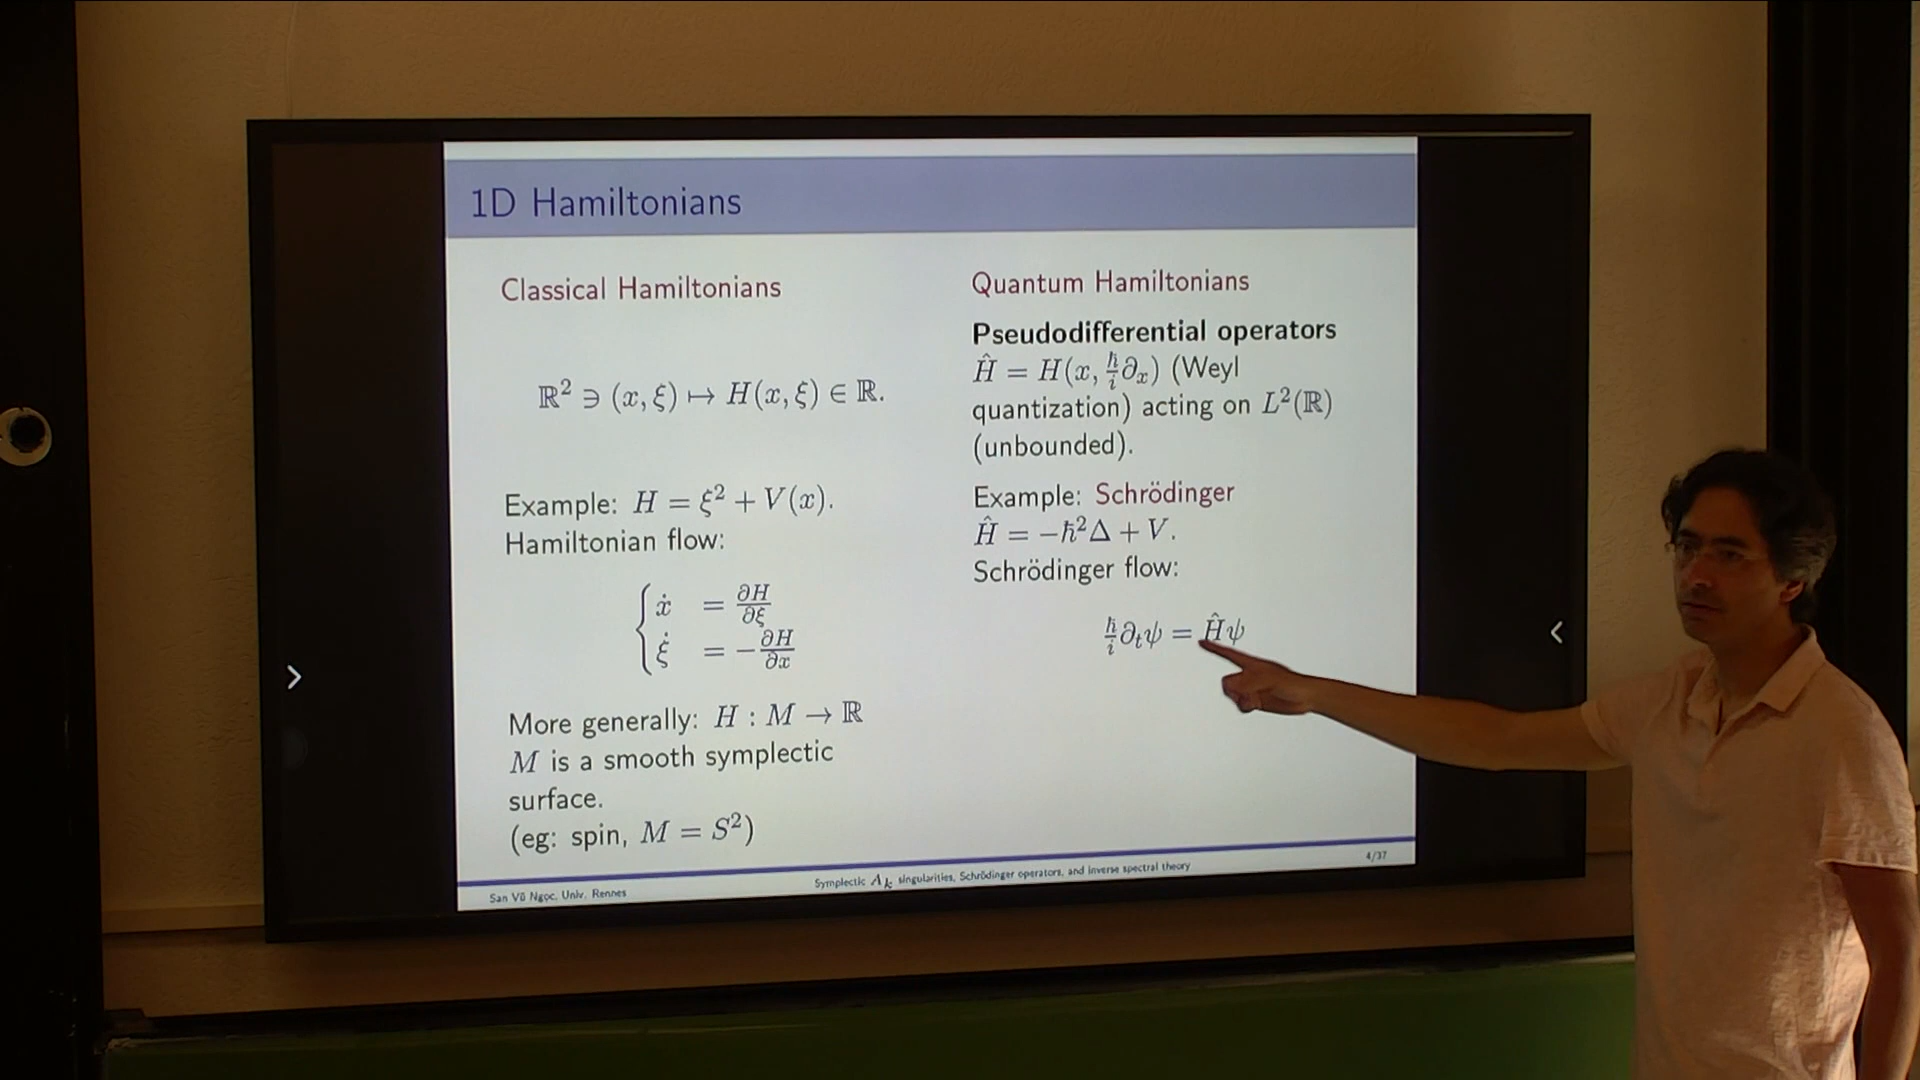 1D Hamiltonians
Classical Hamiltonians
ℝ² ∋ (x, ξ) ↦ H(x, ξ) ∈ ℝ.
Example: H = ξ² + V(x).
Hamiltonian flow:
{ ẋ = ∂H/∂ξ
ξ̇ = −∂H/∂x
More generally: H : M → ℝ
M is a smooth symplectic
surface.
(eg: spin, M = S²)
Quantum Hamiltonians
Pseudodifferential operators
Ĥ = H(x, ℏ/i ∂ₓ) (Weyl
quantization) acting on L²(ℝ)
(unbounded).
Example: Schrödinger
Ĥ = −ℏ²Δ + V.
Schrödinger flow:
ℏ/i ∂ₜψ = Ĥψ
San Vũ Ngọc, Univ. Rennes
Symplectic Aₖ singularities, Schrödinger operators, and inverse spectral theory
4/37